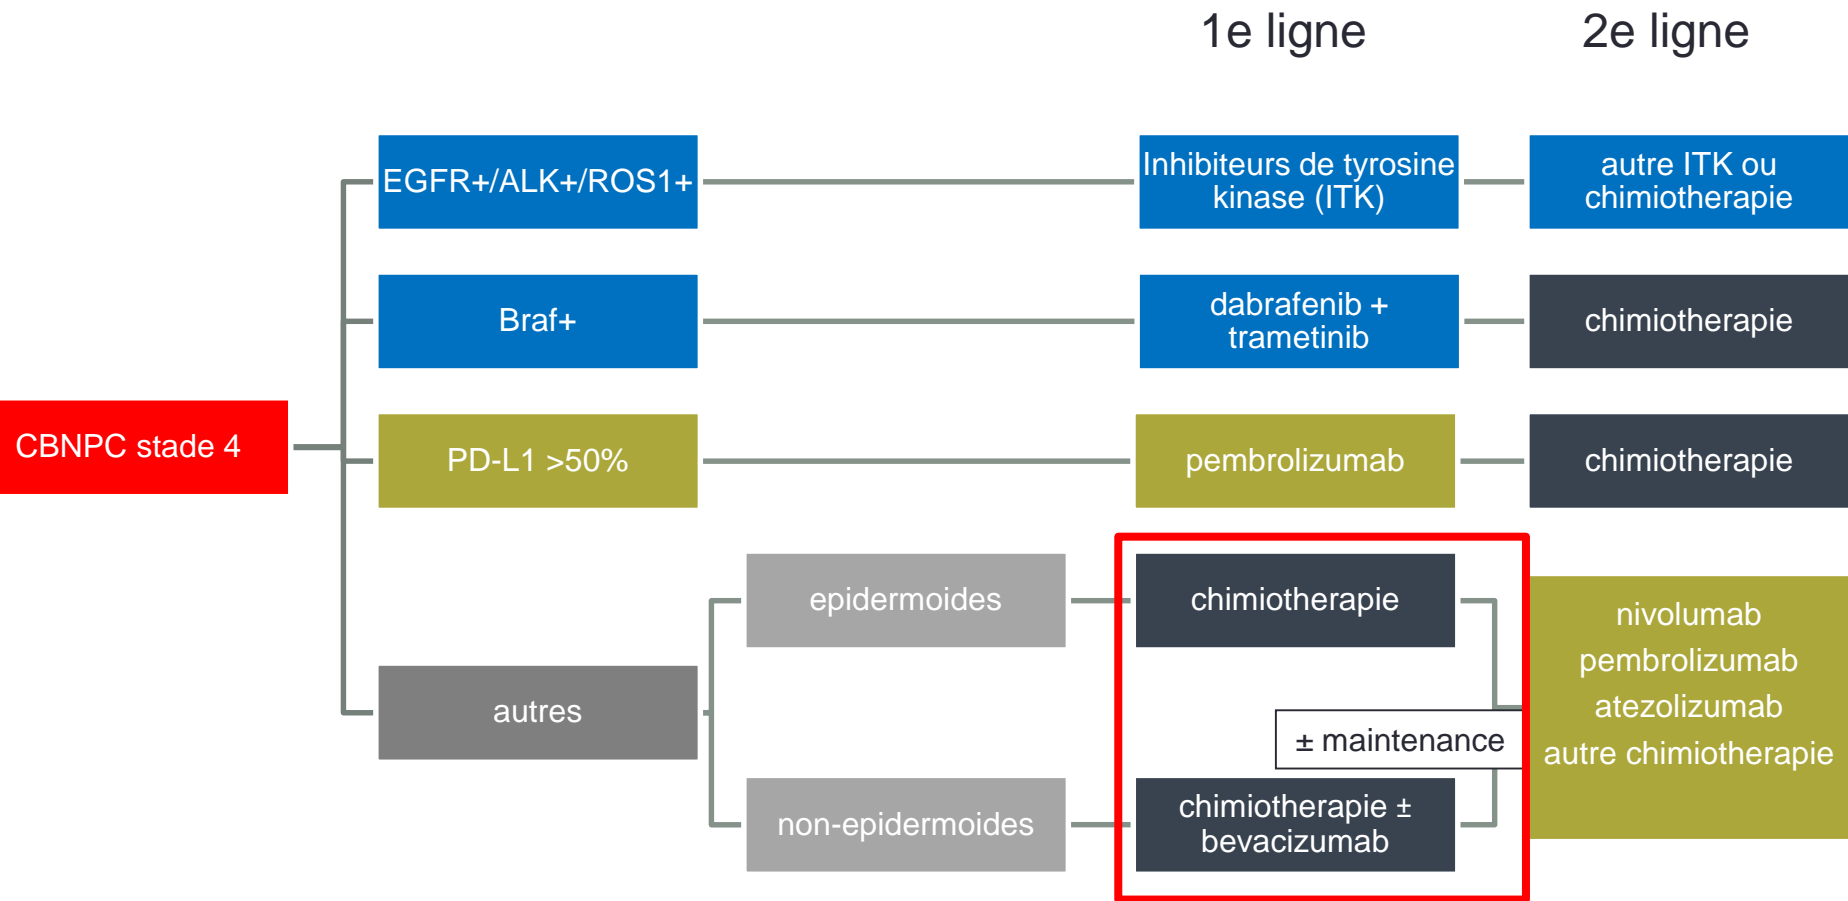 1e ligne
2e ligne
EGFR+/ALK+/ROS1+
Inhibiteurs de tyrosine
kinase (ITK)
autre ITK ou
chimiotherapie
Braf+
dabrafenib +
trametinib
chimiotherapie
CBNPC stade 4
PD-L1 >50%
pembrolizumab
chimiotherapie
autres
epidermoides
chimiotherapie
± maintenance
non-epidermoides
chimiotherapie ±
bevacizumab
nivolumab
pembrolizumab
atezolizumab
autre chimiotherapie